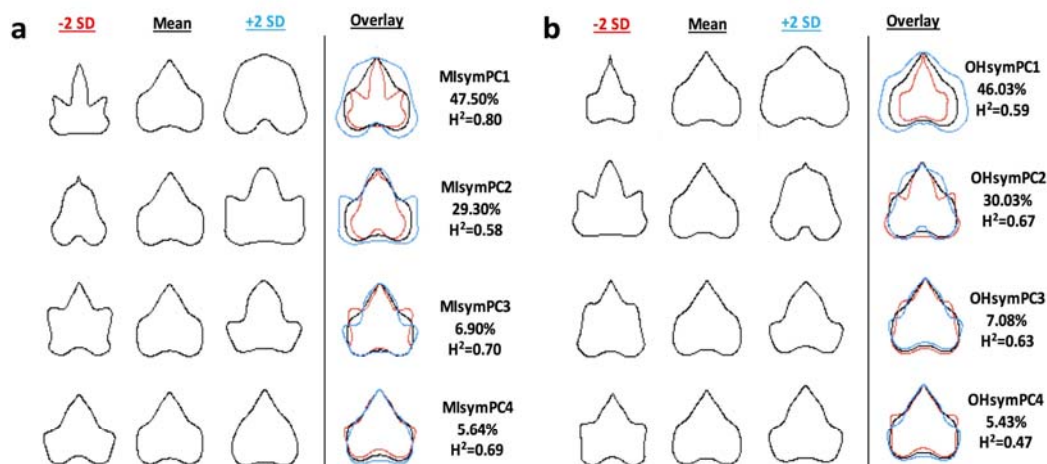 a
-2 SD Mean +2 SD Overlay
MIsymPC1
47.50%
H²=0.80
MIsymPC2
29.30%
H²=0.58
MIsymPC3
6.90%
H²=0.70
MIsymPC4
5.64%
H²=0.69
b
-2 SD Mean +2 SD Overlay
OHsymPC1
46.03%
H²=0.59
OHsymPC2
30.03%
H²=0.67
OHsymPC3
7.08%
H²=0.63
OHsymPC4
5.43%
H²=0.47